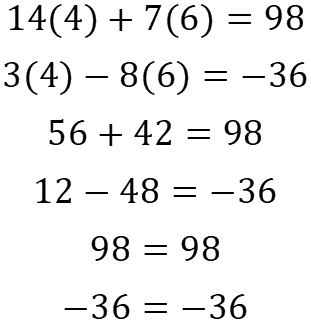 14(4) + 7(6) = 98
3(4) − 8(6) = −36
56 + 42 = 98
12 − 48 = −36
98 = 98
−36 = −36